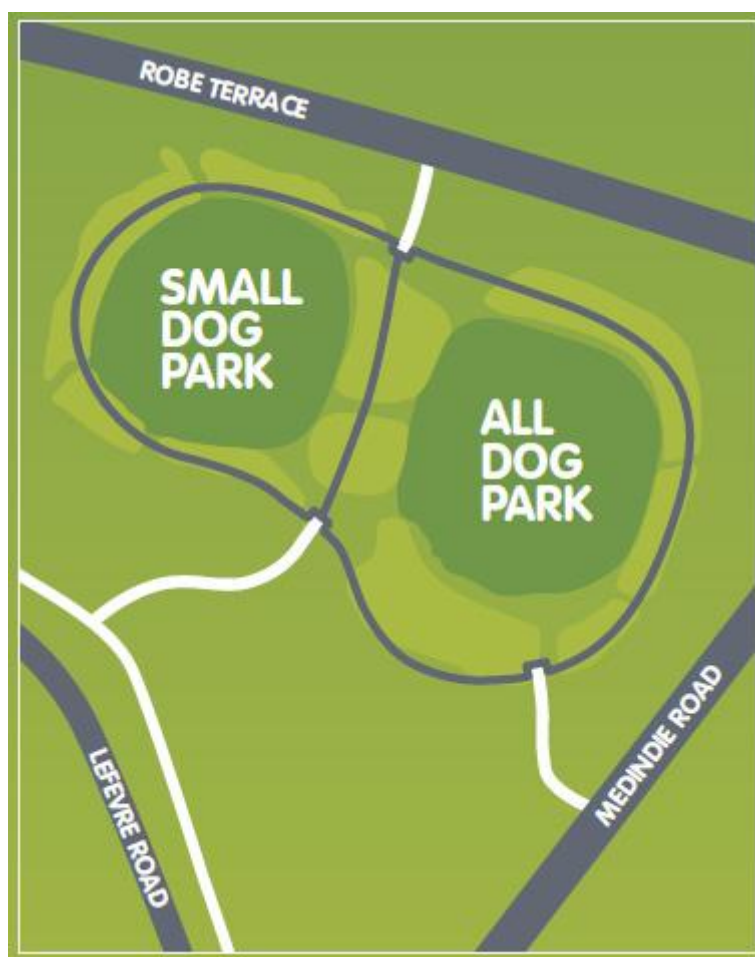 ROBE TERRACE
SMALL
DOG
PARK
ALL
DOG
PARK
MEDINDIE ROAD
LEFEVRE ROAD